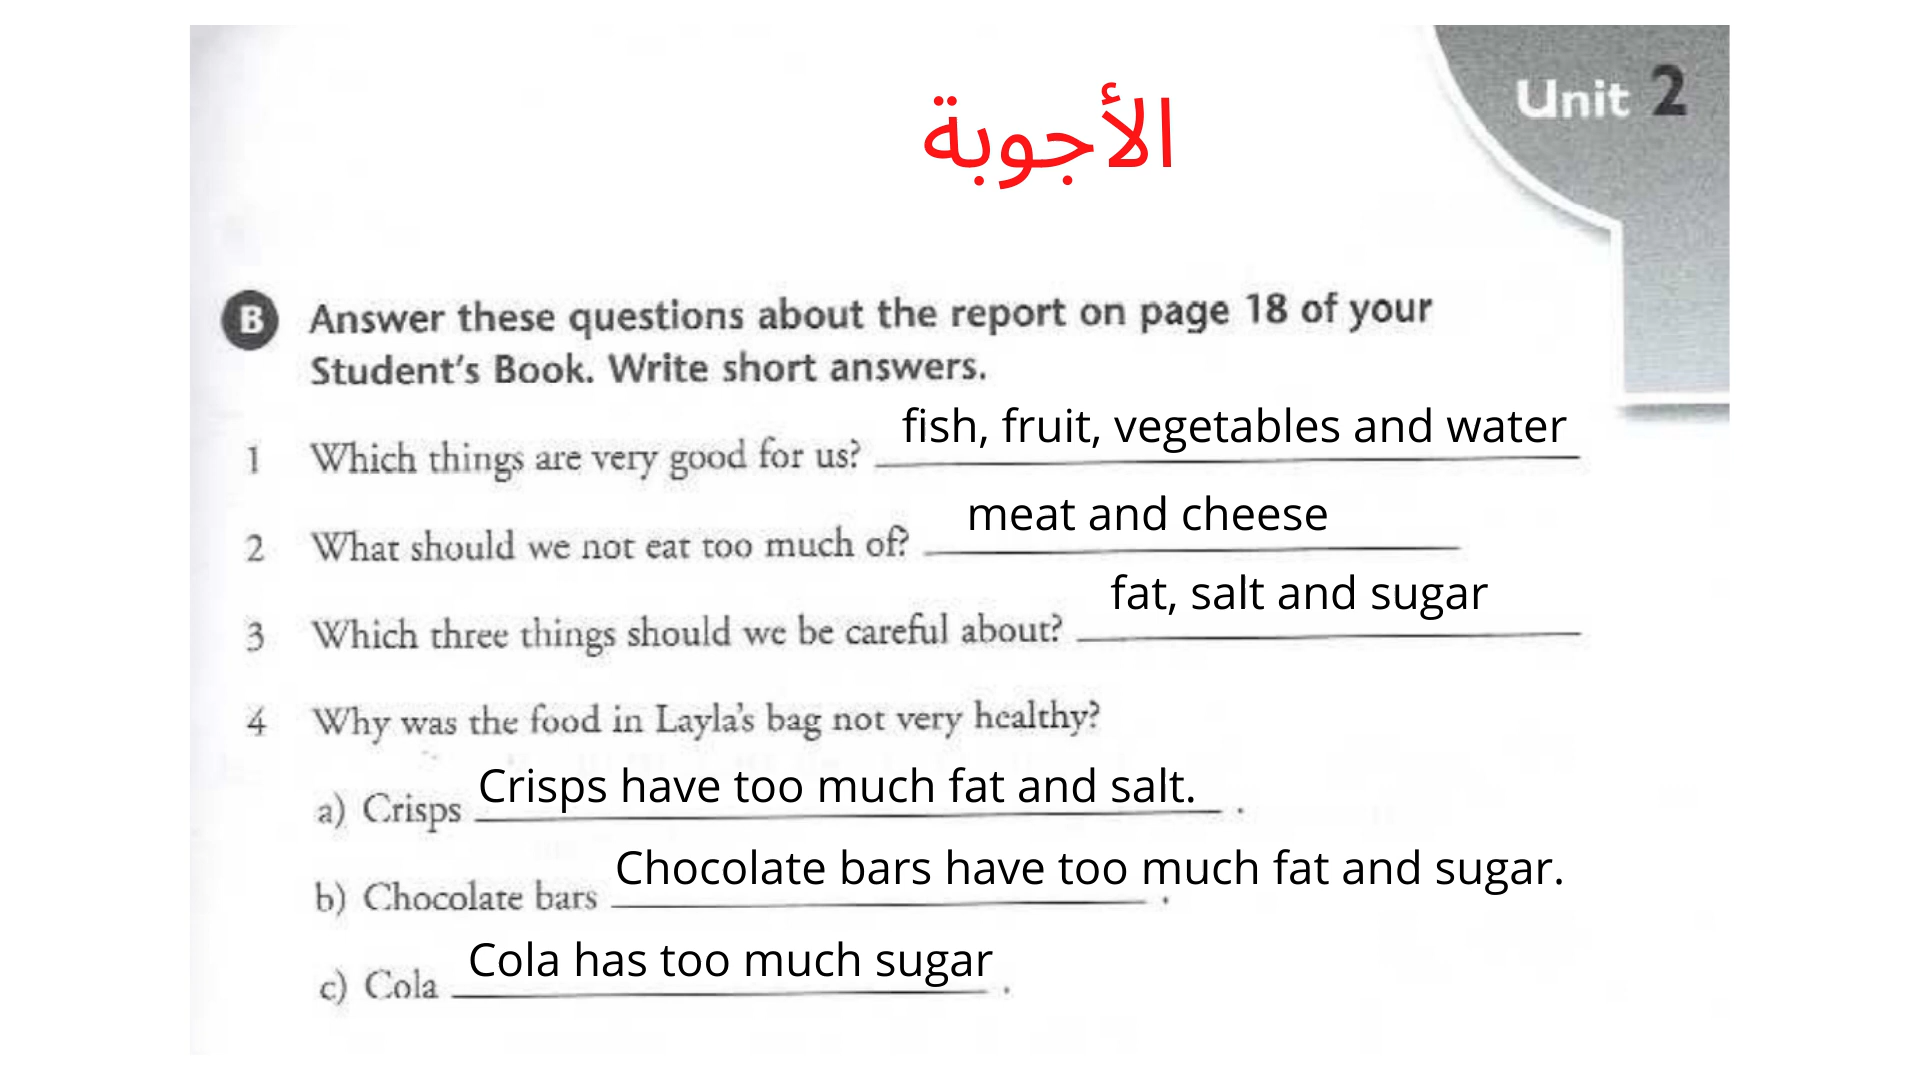 Unit 2
الأجوبة
B Answer these questions about the report on page 18 of your
Student's Book. Write short answers.
1 Which things are very good for us? fish, fruit, vegetables and water
2 What should we not eat too much of? meat and cheese
3 Which three things should we be careful about? fat, salt and sugar
4 Why was the food in Layla's bag not very healthy?
a) Crisps Crisps have too much fat and salt. .
b) Chocolate bars Chocolate bars have too much fat and sugar. .
c) Cola Cola has too much sugar .